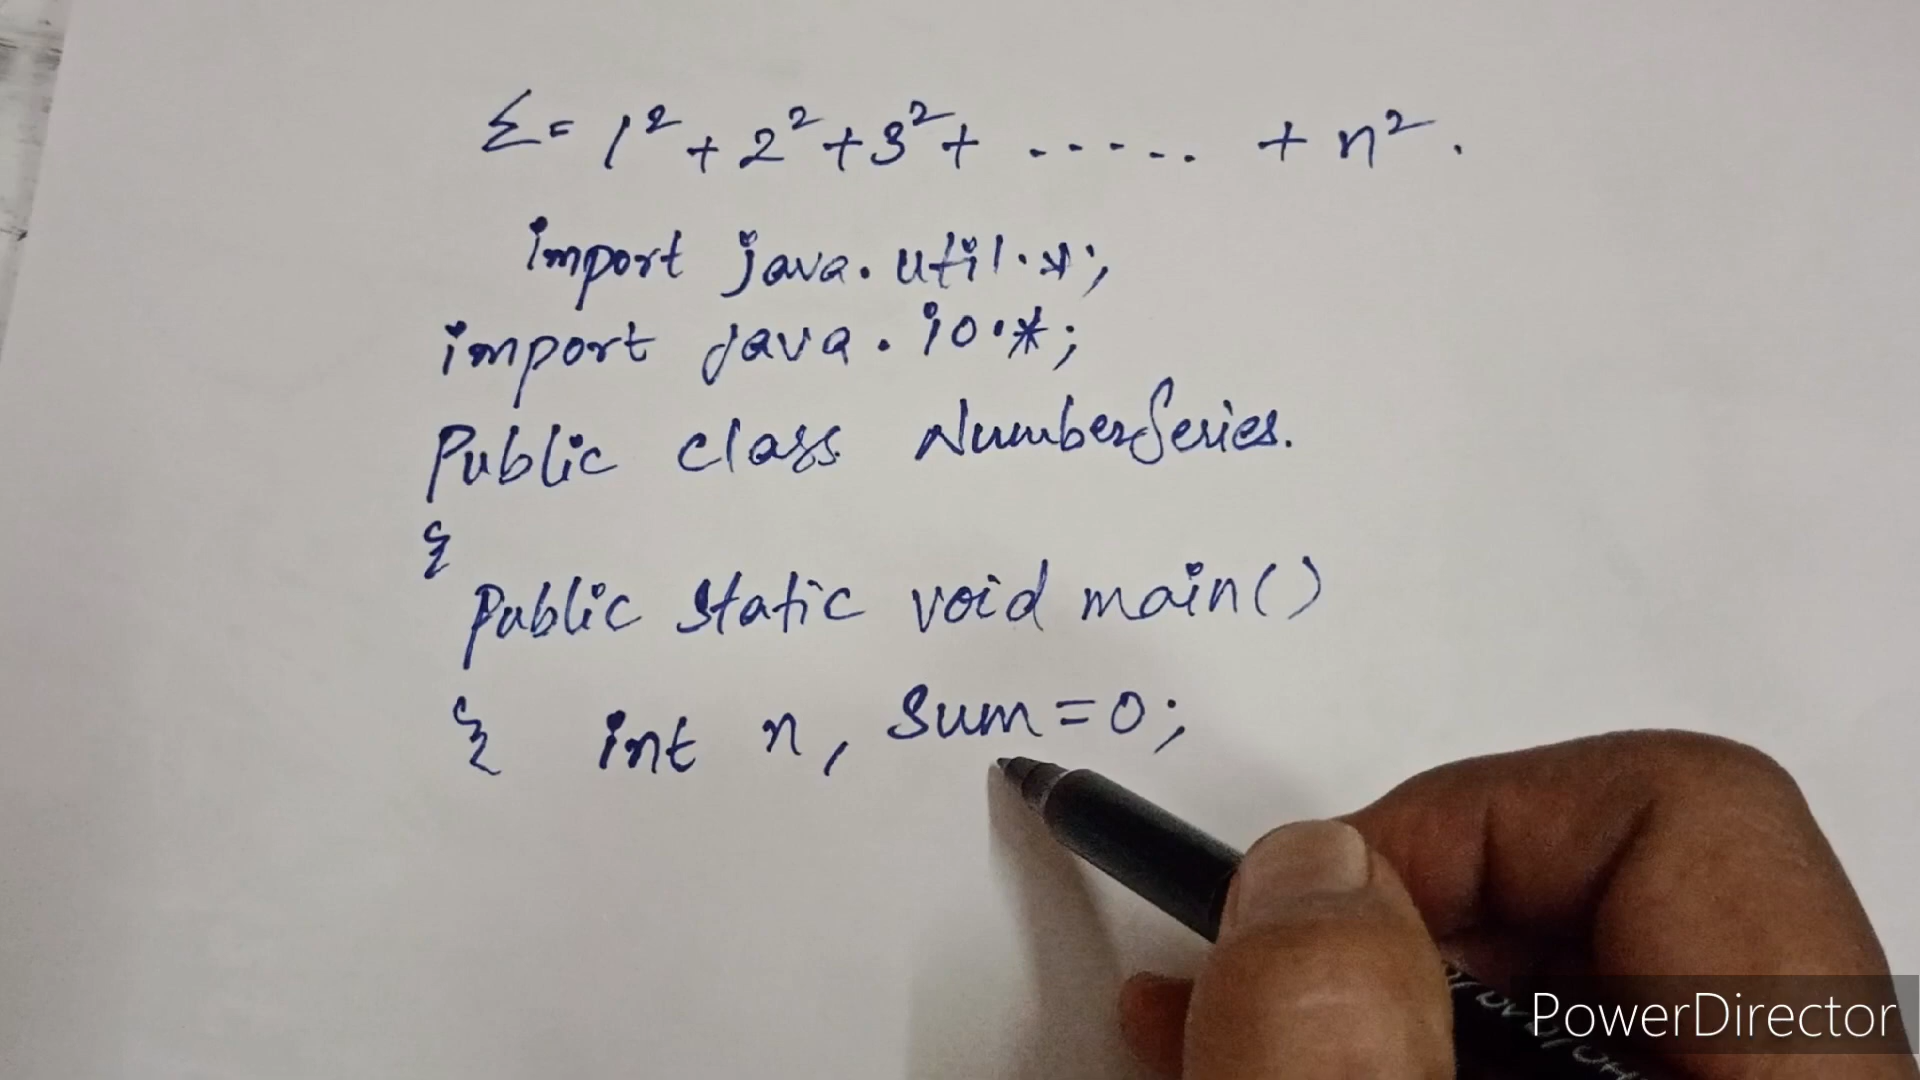 Σ = 1² + 2² + 3² + ...... + n².
import java.util.*;
import java.io.*;
Public class NumberSeries.
{
Public static void main()
{ int n, Sum=0;
PowerDirector